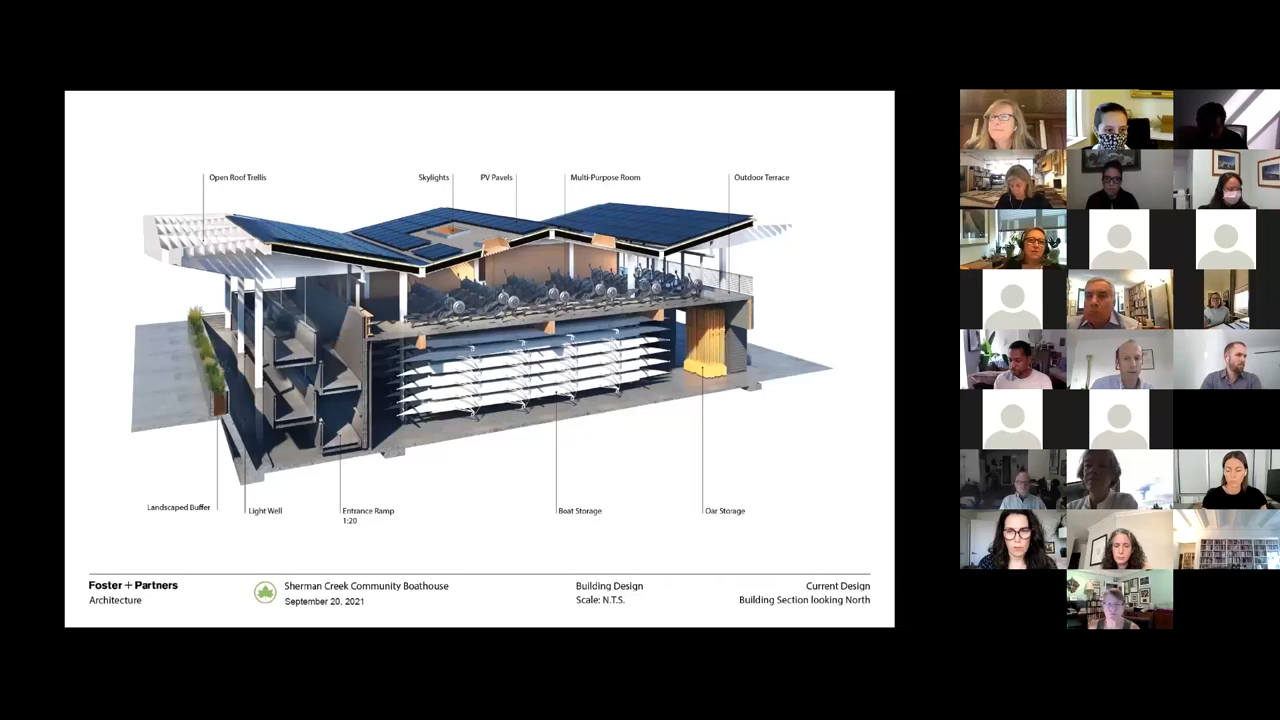 Open Roof Trellis
Skylights
PV Pavels
Multi-Purpose Room
Outdoor Terrace
Landscaped Buffer
Light Well
Entrance Ramp
1:20
Boat Storage
Oar Storage
Foster + Partners
Architecture
Sherman Creek Community Boathouse
September 20, 2021
Building Design
Scale: N.T.S.
Current Design
Building Section looking North